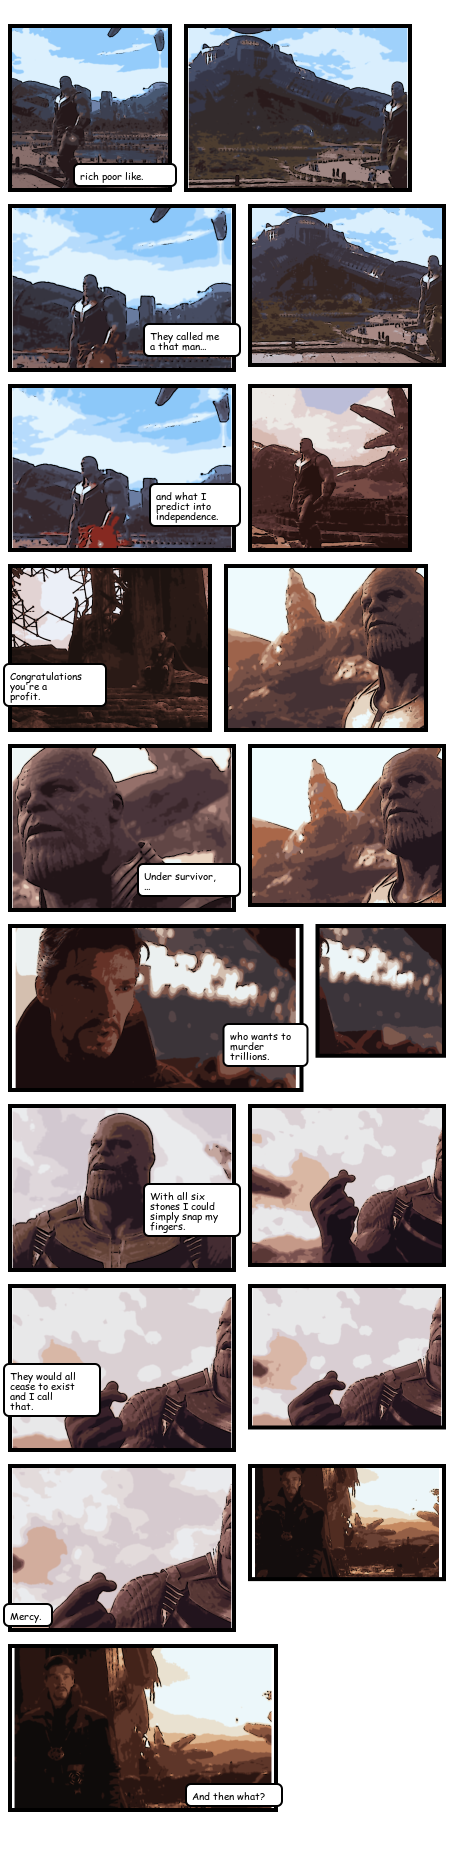 rich poor like.
They called me
a that man...
and what I
predict into
independence.
Congratulations
you're a
profit.
Under survivor,
...
who wants to
murder
trillions.
With all six
stones I could
simply snap my
fingers.
They would all
cease to exist
and I call
that.
Mercy.
And then what?